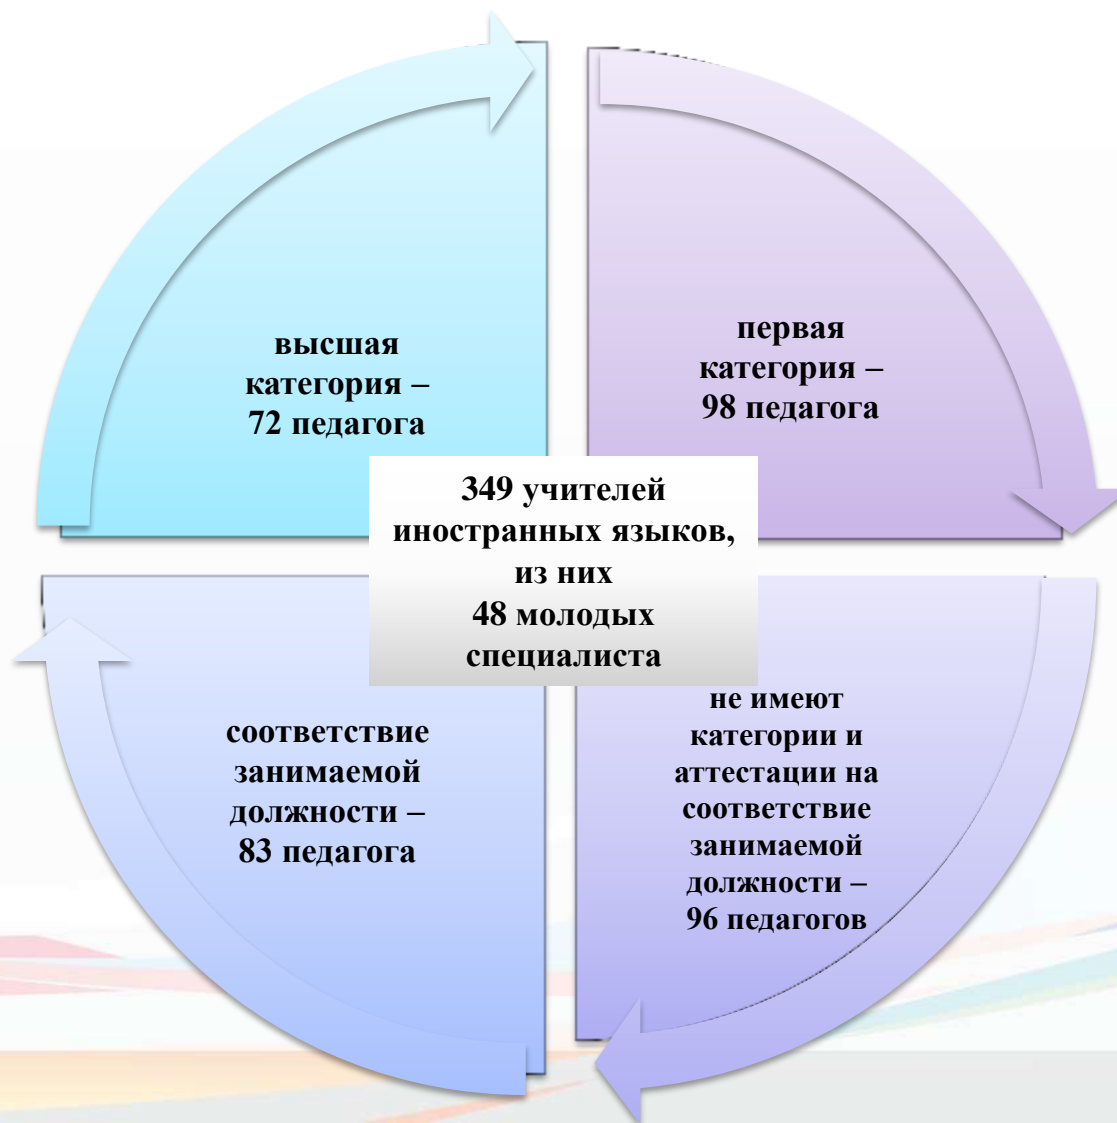 высшая
категория –
72 педагога
первая
категория –
98 педагога
349 учителей
иностранных языков,
из них
48 молодых
специалиста
соответствие
занимаемой
должности –
83 педагога
не имеют
категории и
аттестации на
соответствие
занимаемой
должности –
96 педагогов